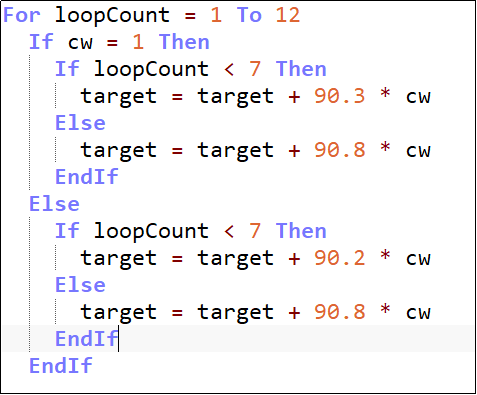 For loopCount = 1 To 12
If cw = 1 Then
If loopCount < 7 Then
target = target + 90.3 * cw
Else
target = target + 90.8 * cw
EndIf
Else
If loopCount < 7 Then
target = target + 90.2 * cw
Else
target = target + 90.8 * cw
EndIf
EndIf